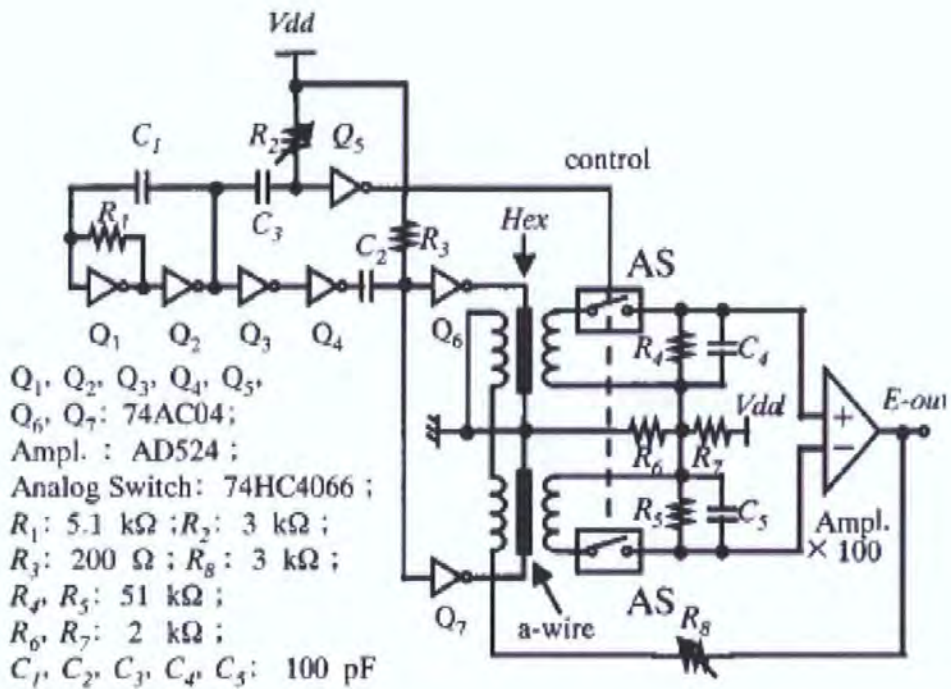 Vdd
C1
R2
Q5
control
R1
C3
C2
R3
Hex
AS
Q1
Q2
Q3
Q4
Q6
R4
C4
Vdd
E-out
Q1, Q2, Q3, Q4, Q5,
Q6, Q7: 74AC04;
Ampl. : AD524 ;
Analog Switch: 74HC4066 ;
R1: 5.1 kΩ ;R2: 3 kΩ ;
R3: 200 Ω ; R8: 3 kΩ ;
R4, R5: 51 kΩ ;
R6, R7: 2 kΩ ;
C1, C2, C3, C4, C5: 100 pF
R6
R7
+
−
R5
C5
Ampl.
× 100
Q7
a-wire
AS
R8